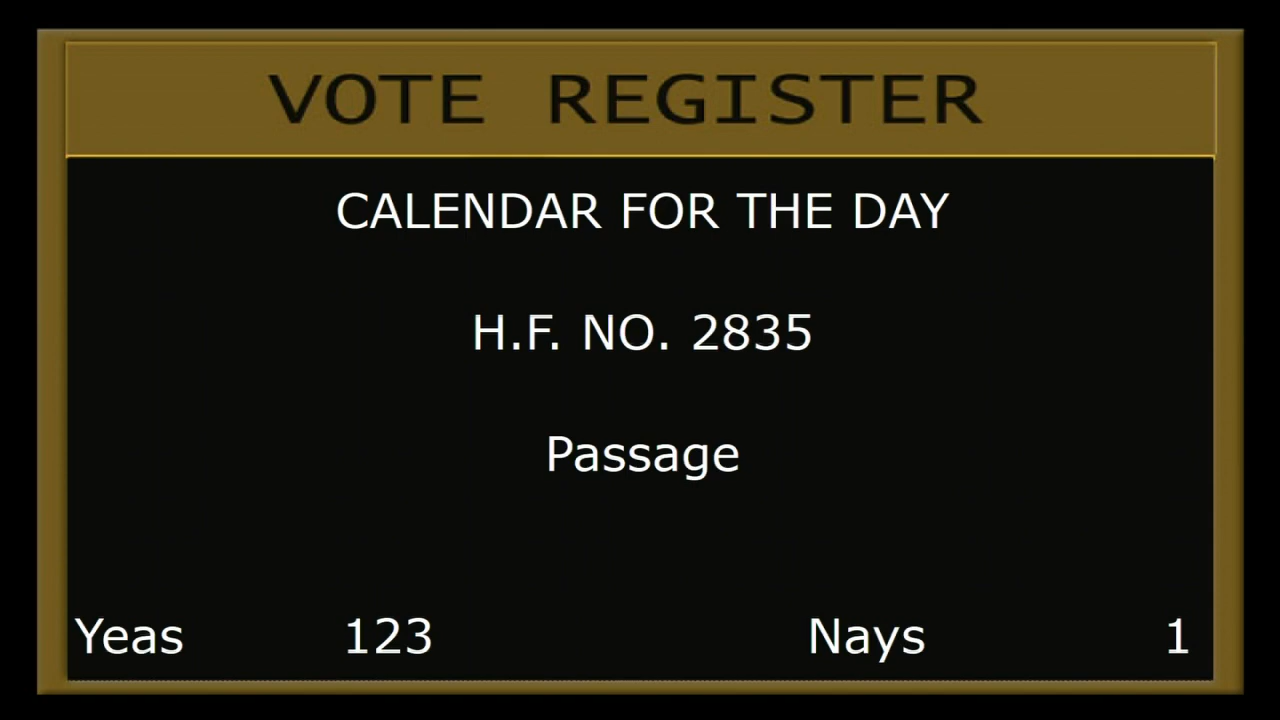 VOTE REGISTER
CALENDAR FOR THE DAY
H.F. NO. 2835
Passage
Yeas 123 Nays 1